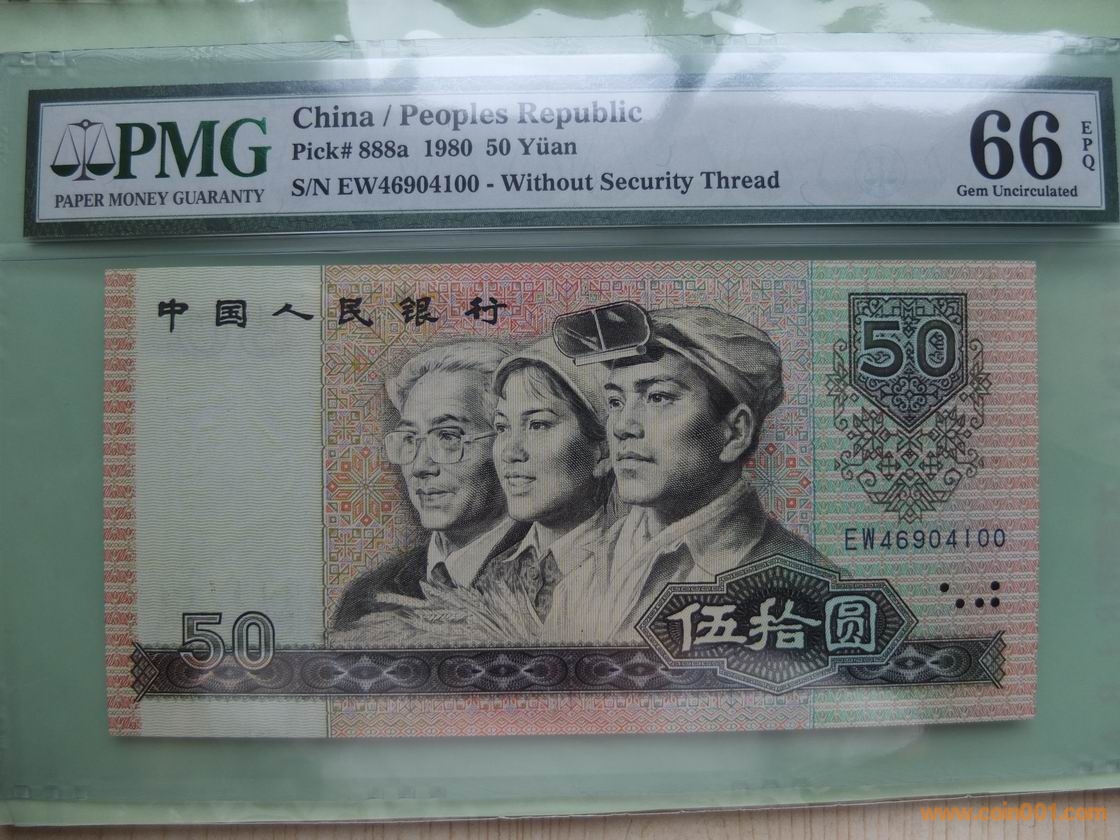 China / Peoples Republic
PMG
Pick# 888a 1980 50 Yüan
PAPER MONEY GUARANTY
S/N EW46904100 - Without Security Thread
66
EPQ
Gem Uncirculated
中国人民银行
50
EW46904100
50
伍拾圆
www.coin001.com